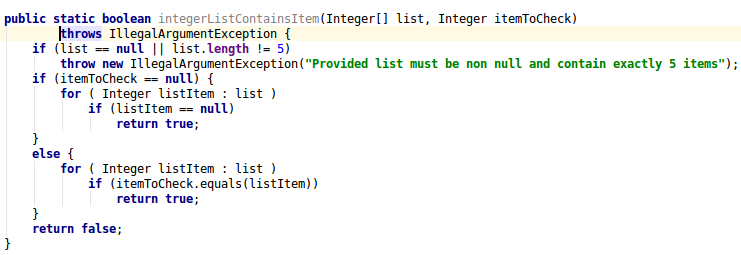 public static boolean integerListContainsItem(Integer[] list, Integer itemToCheck)
        throws IllegalArgumentException {
    if (list == null || list.length != 5)
        throw new IllegalArgumentException("Provided list must be non null and contain exactly 5 items");
    if (itemToCheck == null) {
        for ( Integer listItem : list )
            if (listItem == null)
                return true;
    }
    else {
        for ( Integer listItem : list )
            if (itemToCheck.equals(listItem))
                return true;
    }
    return false;
}